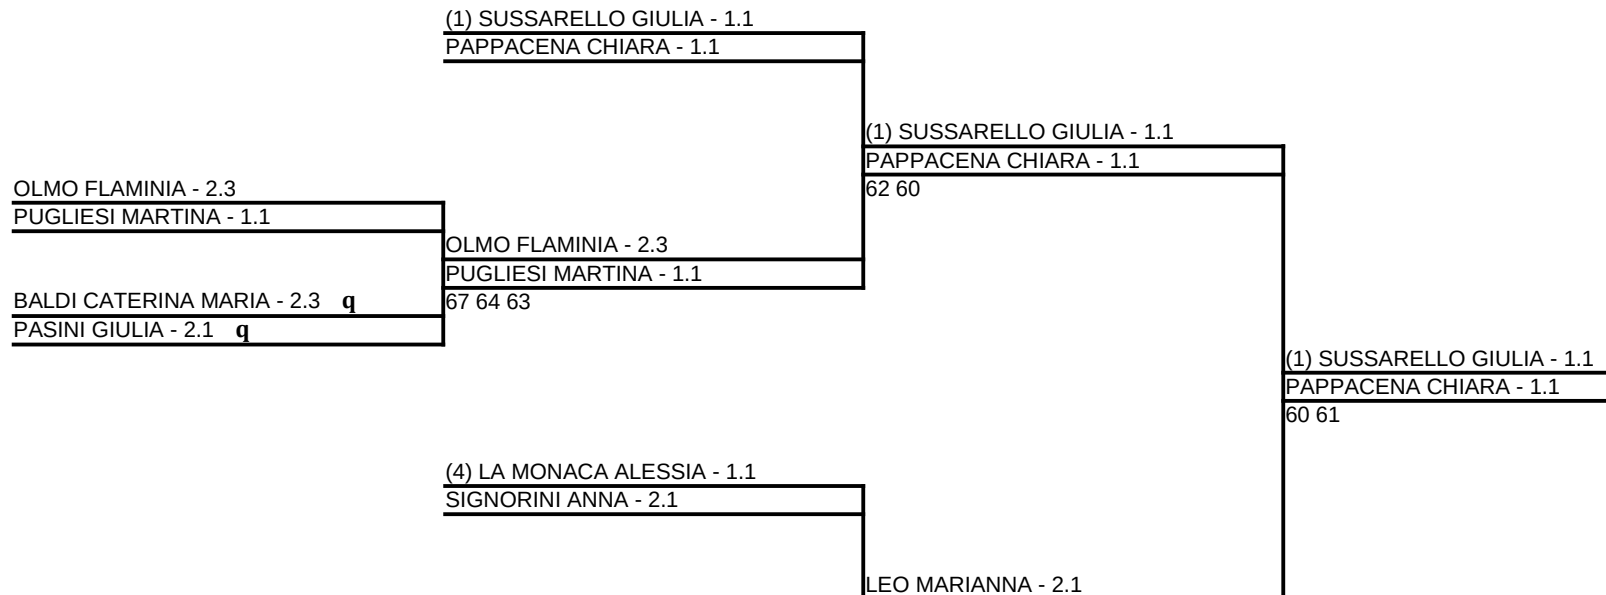 (1) SUSSARELLO GIULIA - 1.1
PAPPACENA CHIARA - 1.1
(1) SUSSARELLO GIULIA - 1.1
PAPPACENA CHIARA - 1.1
62 60
OLMO FLAMINIA - 2.3
PUGLIESI MARTINA - 1.1
OLMO FLAMINIA - 2.3
PUGLIESI MARTINA - 1.1
67 64 63
BALDI CATERINA MARIA - 2.3 q
PASINI GIULIA - 2.1 q
(1) SUSSARELLO GIULIA - 1.1
PAPPACENA CHIARA - 1.1
60 61
(4) LA MONACA ALESSIA - 1.1
SIGNORINI ANNA - 2.1
LEO MARIANNA - 2.1